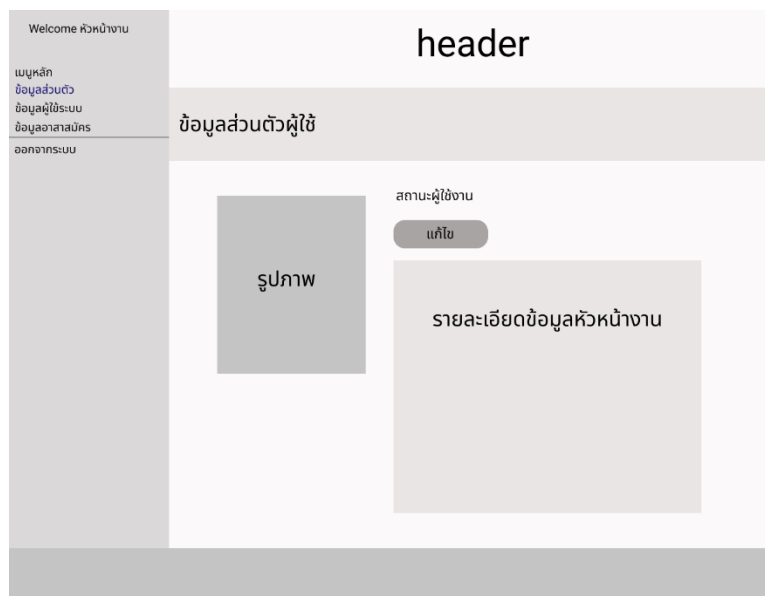 Welcome หัวหน้างาน
header
เมนูหลัก
ข้อมูลส่วนตัว
ข้อมูลผู้ใช้ระบบ
ข้อมูลอาสาสมัคร
ออกจากระบบ
ข้อมูลส่วนตัวผู้ใช้
สถานะผู้ใช้งาน
แก้ไข
รูปภาพ
รายละเอียดข้อมูลหัวหน้างาน